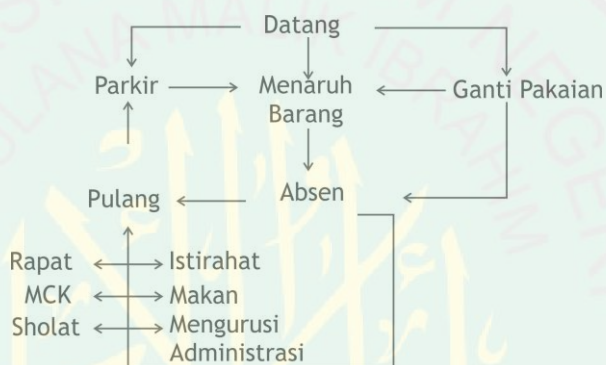 Datang
Parkir
Menaruh
Barang
Ganti Pakaian
Absen
Pulang
Rapat
Istirahat
MCK
Makan
Sholat
Mengurusi
Administrasi